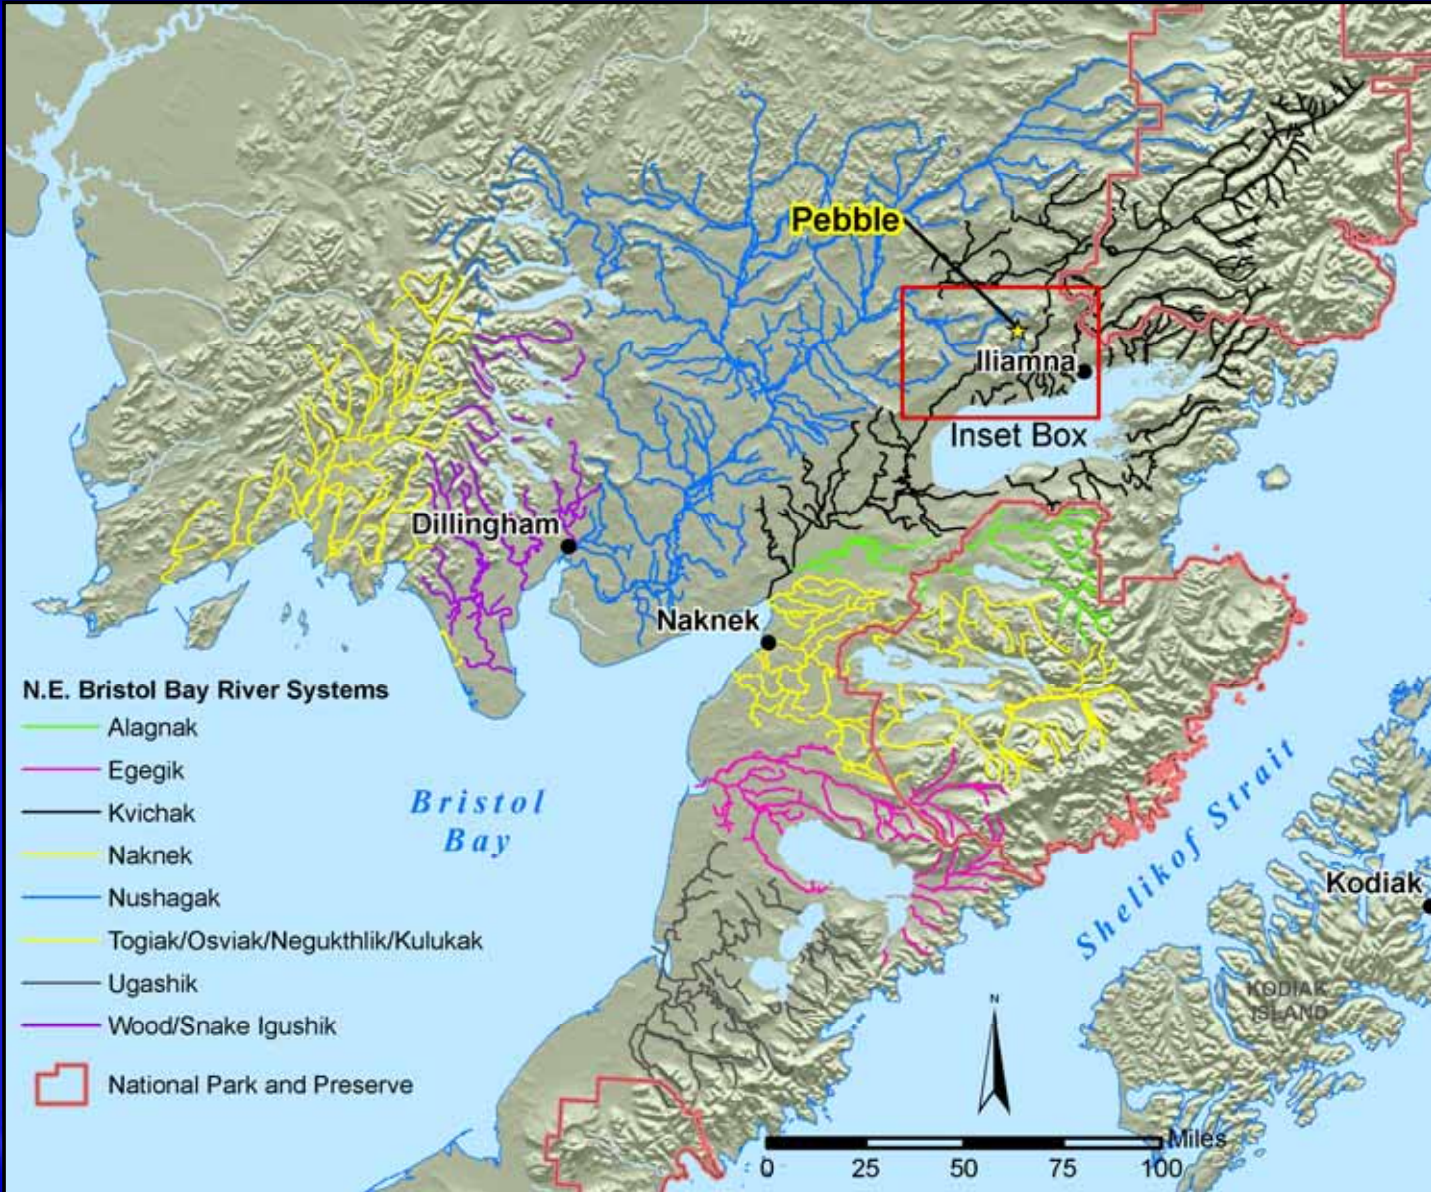 Pebble
Iliamna
Inset Box
Dillingham
Naknek
N.E. Bristol Bay River Systems
Alagnak
Egegik
Kvichak
Naknek
Nushagak
Togiak/Osviak/Negukthlik/Kulukak
Ugashik
Wood/Snake Igushik
National Park and Preserve
Bristol
Bay
Shelikof Strait
Kodiak
KODIAK
ISLAND
N
Miles
0 25 50 75 100